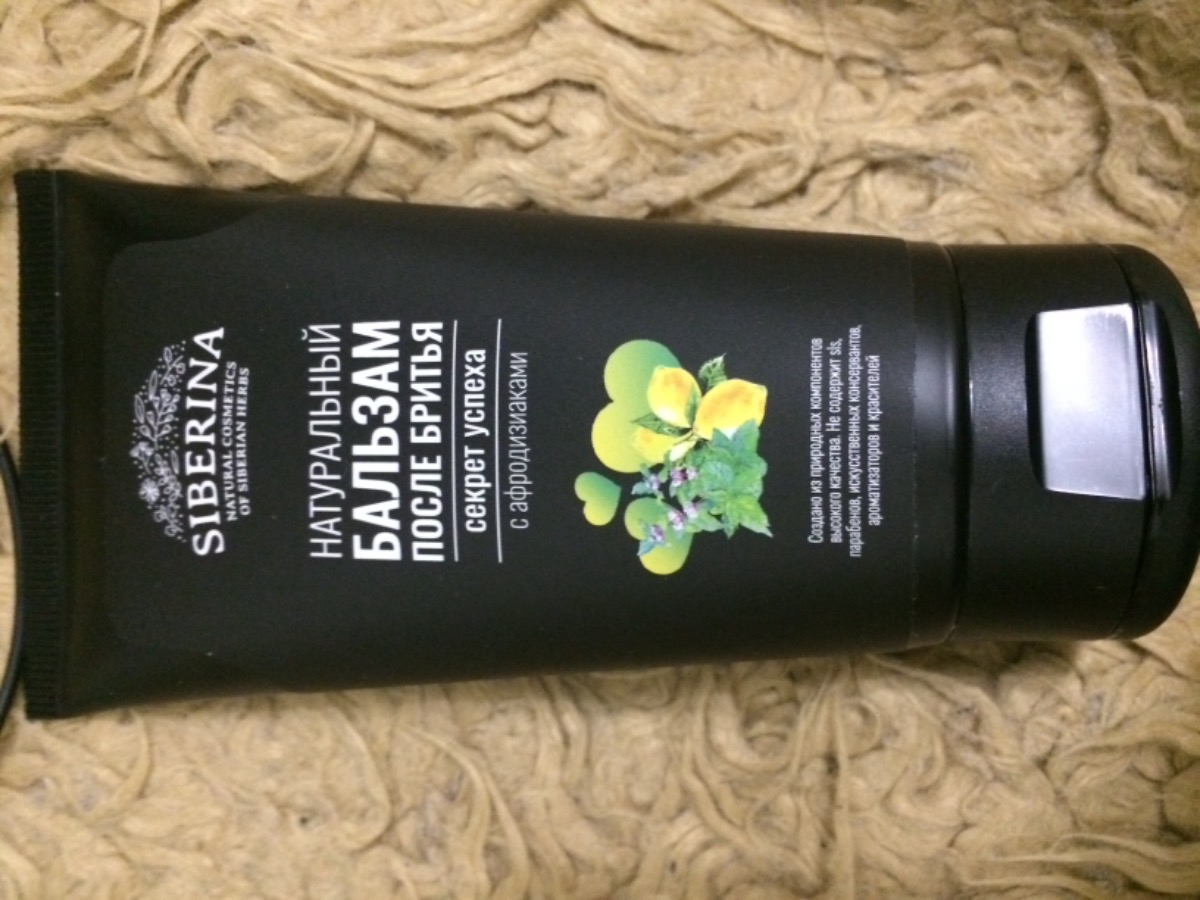 SIBERINA
NATURAL COSMETICS
OF SIBERIAN HERBS
НАТУРАЛЬНЫЙ
БАЛЬЗАМ
ПОСЛЕ БРИТЬЯ
секрет успеха
с афродизиаками
Создано из природных компонентов
высокого качества. Не содержит sls,
парабенов, искусственных консервантов,
ароматизаторов и красителей